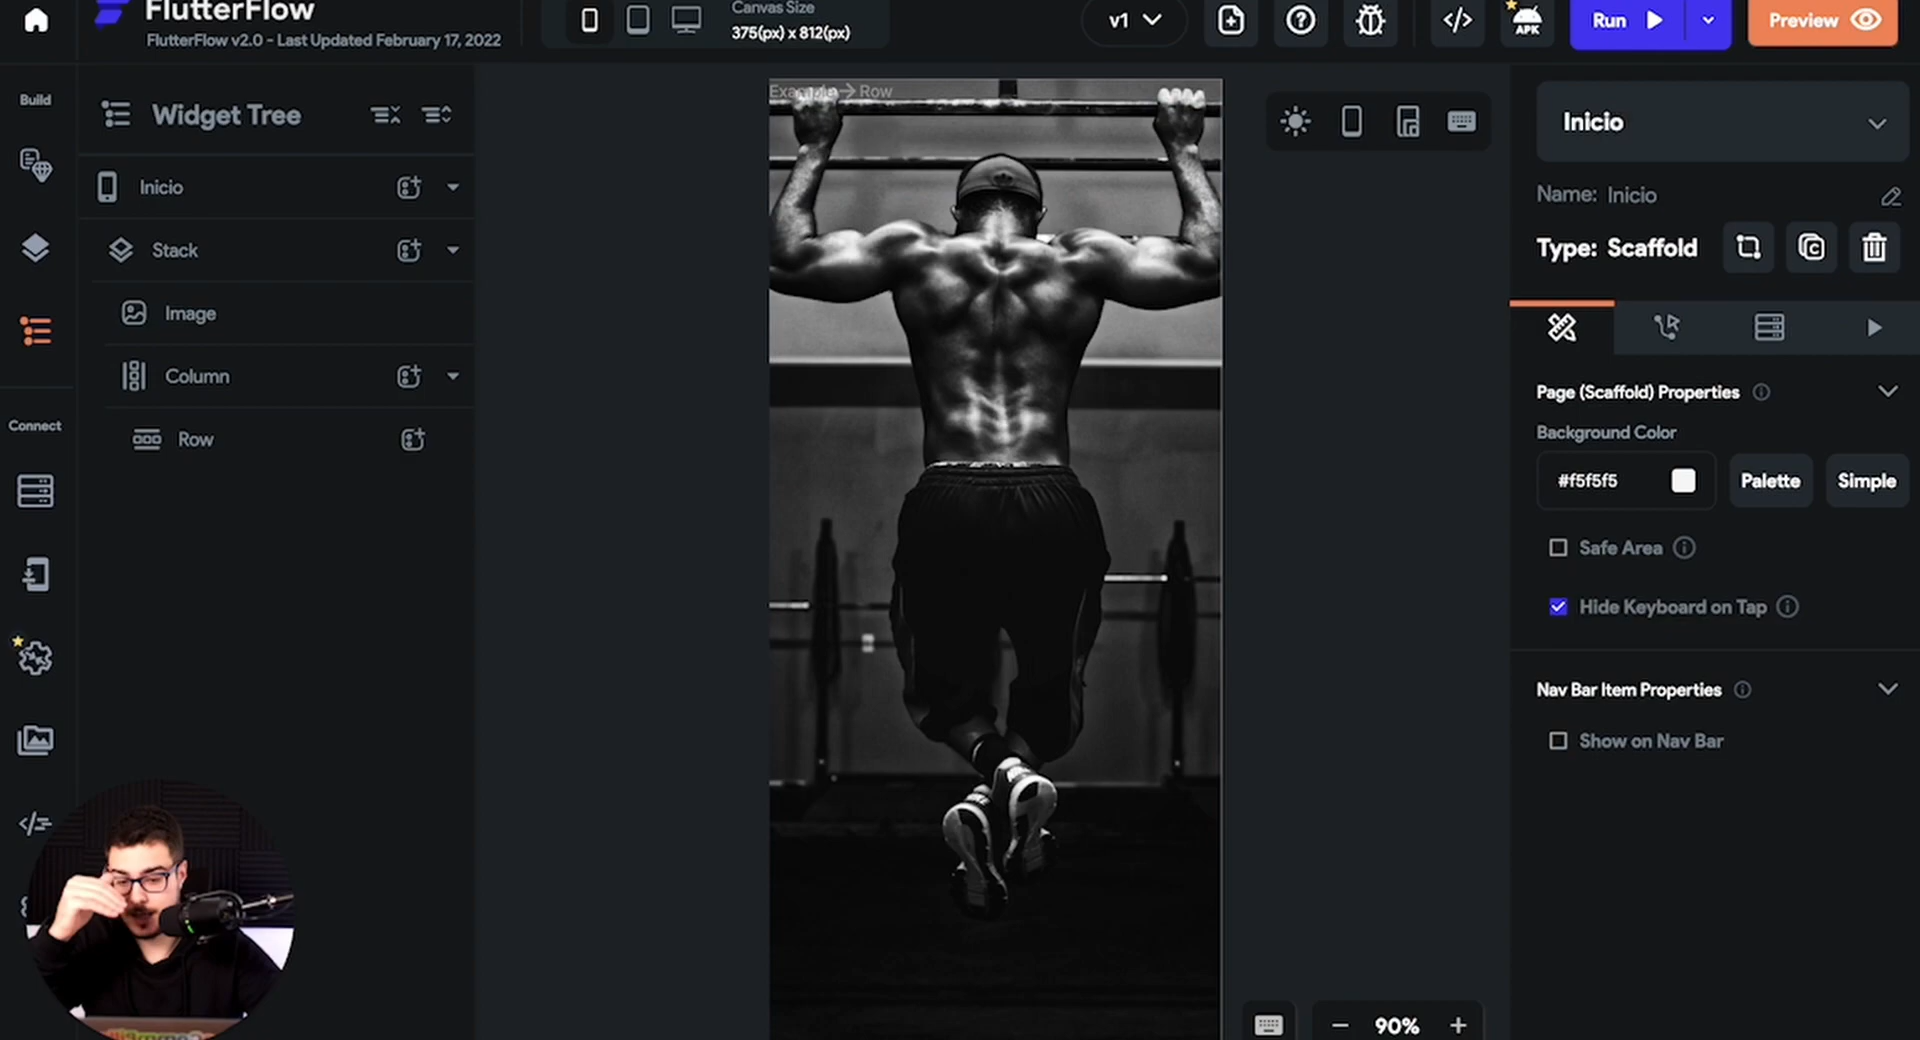 FlutterFlow
FlutterFlow v2.0 - Last Updated February 17, 2022
Canvas Size
375(px) x 812(px)
v1
APK
Run
Preview
Build
Widget Tree
Inicio
Stack
Image
Column
Row
Connect
Example → Row
Inicio
Name: Inicio
Type: Scaffold
Page (Scaffold) Properties
Background Color
#f5f5f5
Palette
Simple
Safe Area
Hide Keyboard on Tap
Nav Bar Item Properties
Show on Nav Bar
90%